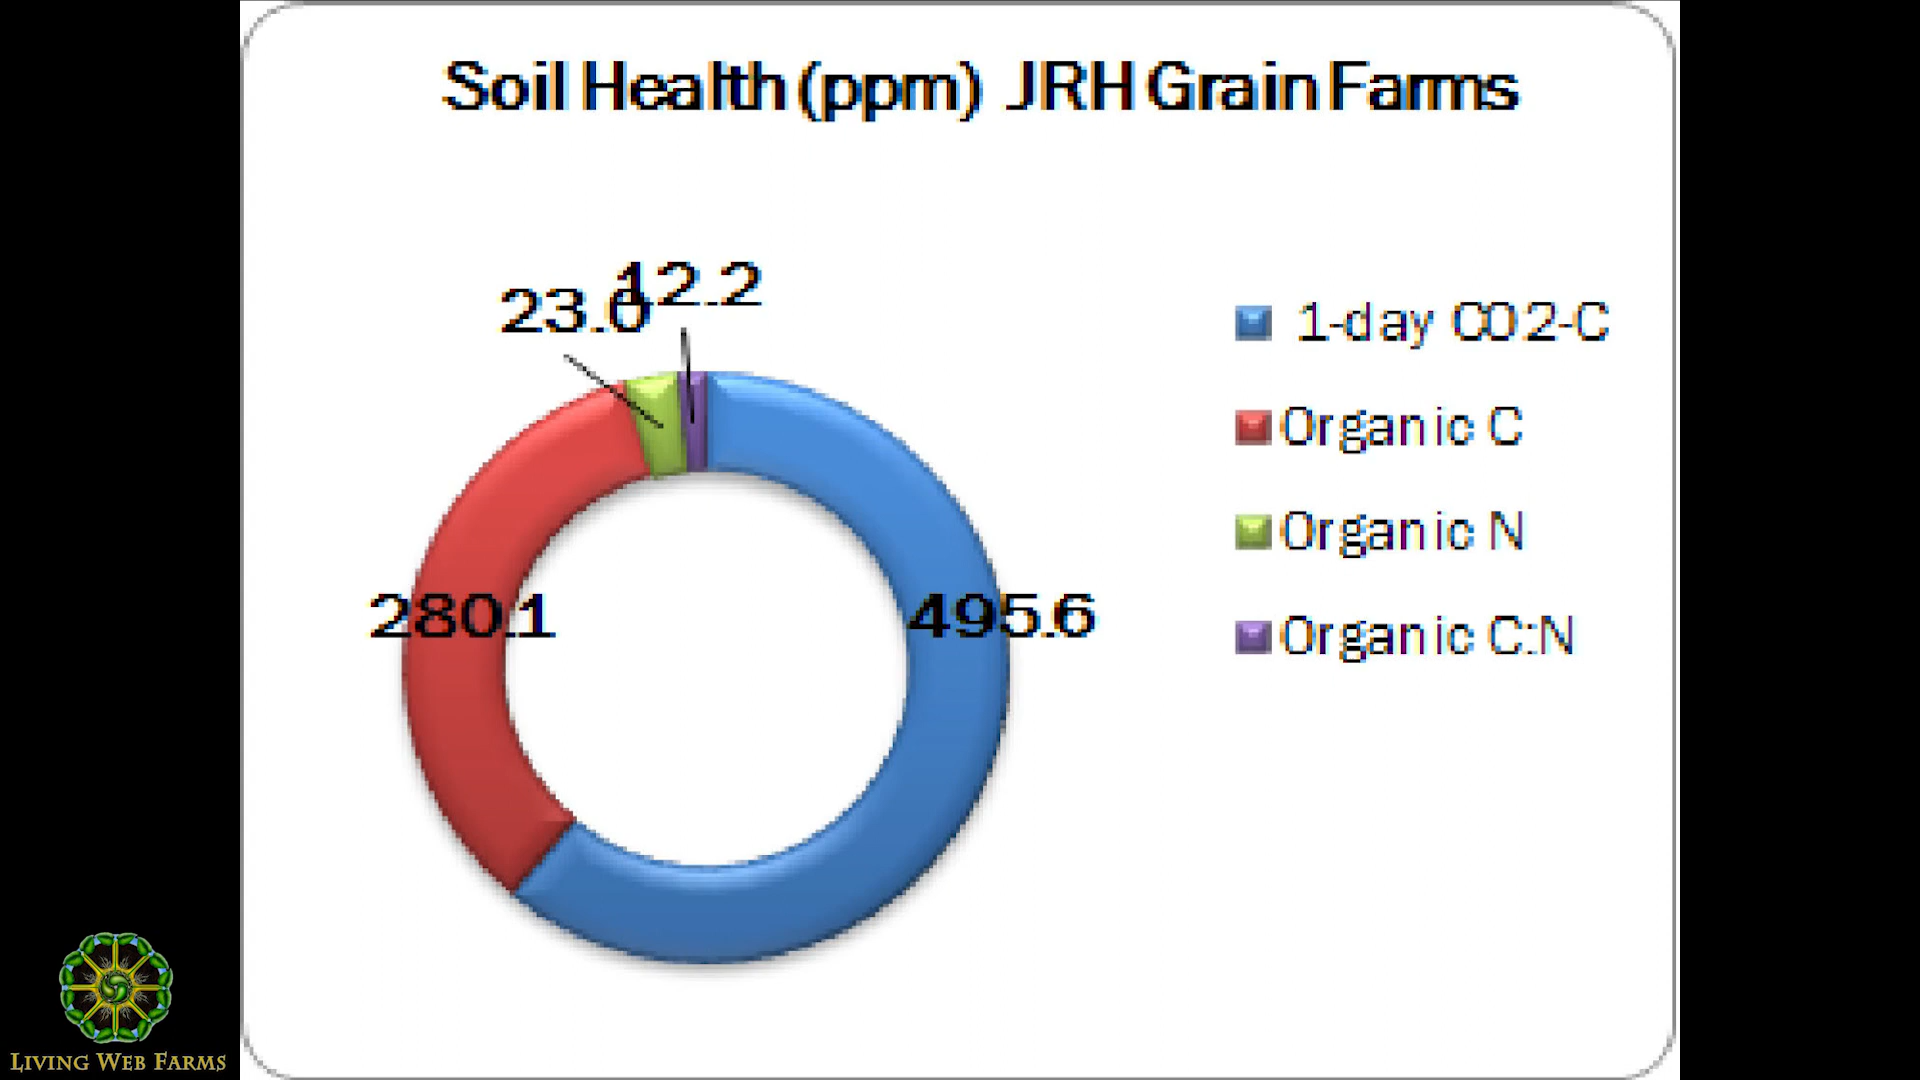 Soil Health (ppm) JRH Grain Farms
12.2
23.0
280.1
495.6
1-day CO2-C
Organic C
Organic N
Organic C:N
LIVING WEB FARMS